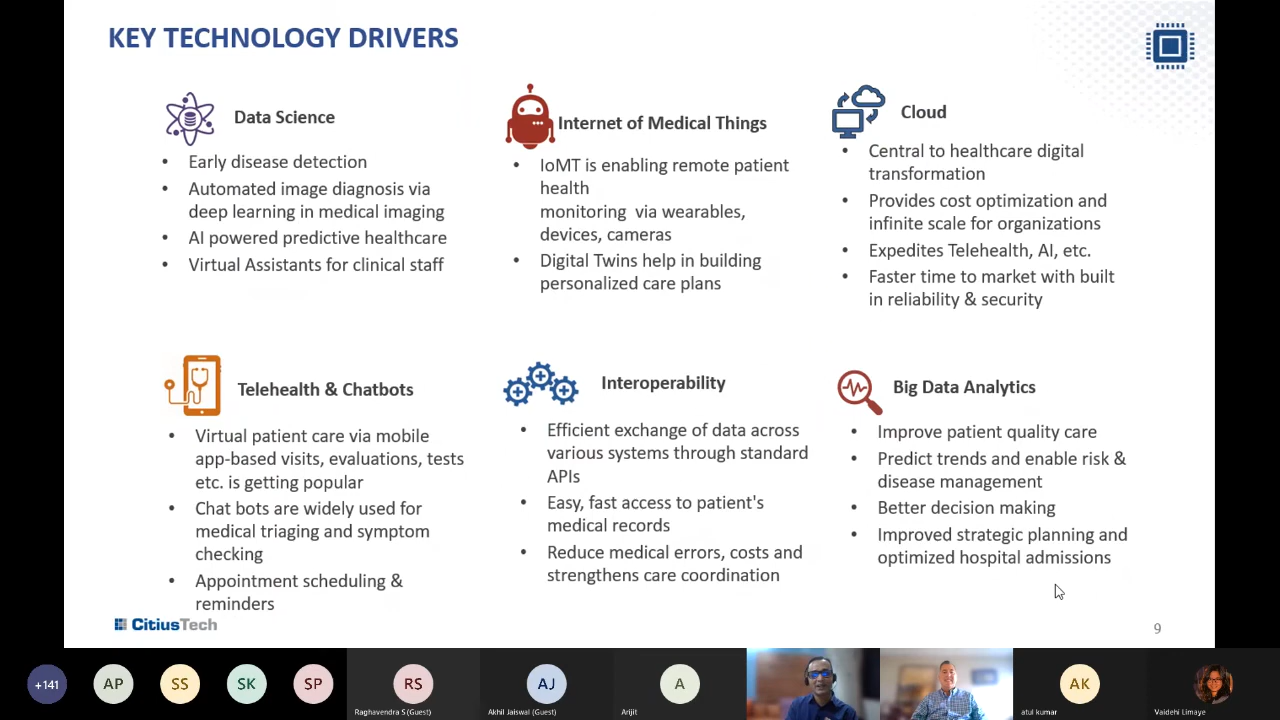 KEY TECHNOLOGY DRIVERS
Data Science
• Early disease detection
• Automated image diagnosis via
deep learning in medical imaging
• AI powered predictive healthcare
• Virtual Assistants for clinical staff
Internet of Medical Things
• IoMT is enabling remote patient
health
monitoring via wearables,
devices, cameras
• Digital Twins help in building
personalized care plans
Cloud
• Central to healthcare digital
transformation
• Provides cost optimization and
infinite scale for organizations
• Expedites Telehealth, AI, etc.
• Faster time to market with built
in reliability & security
Telehealth & Chatbots
• Virtual patient care via mobile
app-based visits, evaluations, tests
etc. is getting popular
• Chat bots are widely used for
medical triaging and symptom
checking
• Appointment scheduling &
reminders
Interoperability
• Efficient exchange of data across
various systems through standard
APIs
• Easy, fast access to patient's
medical records
• Reduce medical errors, costs and
strengthens care coordination
Big Data Analytics
• Improve patient quality care
• Predict trends and enable risk &
disease management
• Better decision making
• Improved strategic planning and
optimized hospital admissions
CitiusTech
9
+141
AP
SS
SK
SP
RS
Raghavendra S (Guest)
AJ
Akhil Jaiswal (Guest)
A
Arijit
AK
atul kumar
Vaidehi Limaye